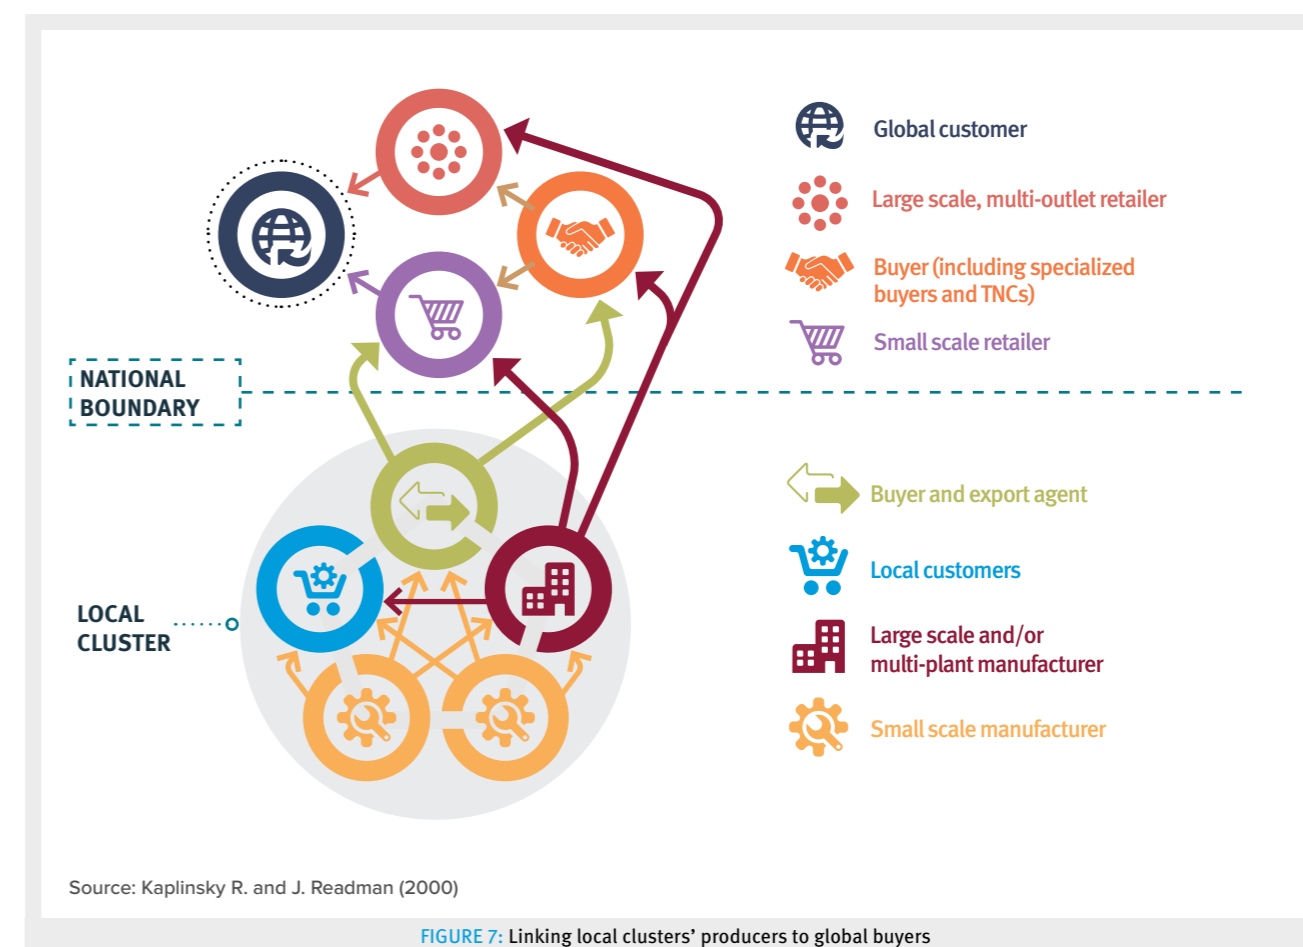 Global customer
Large scale, multi-outlet retailer
Buyer (including specialized
buyers and TNCs)
Small scale retailer
NATIONAL
BOUNDARY
Buyer and export agent
Local customers
LOCAL
CLUSTER
Large scale and/or
multi-plant manufacturer
Small scale manufacturer
Source: Kaplinsky R. and J. Readman (2000)
FIGURE 7: Linking local clusters’ producers to global buyers